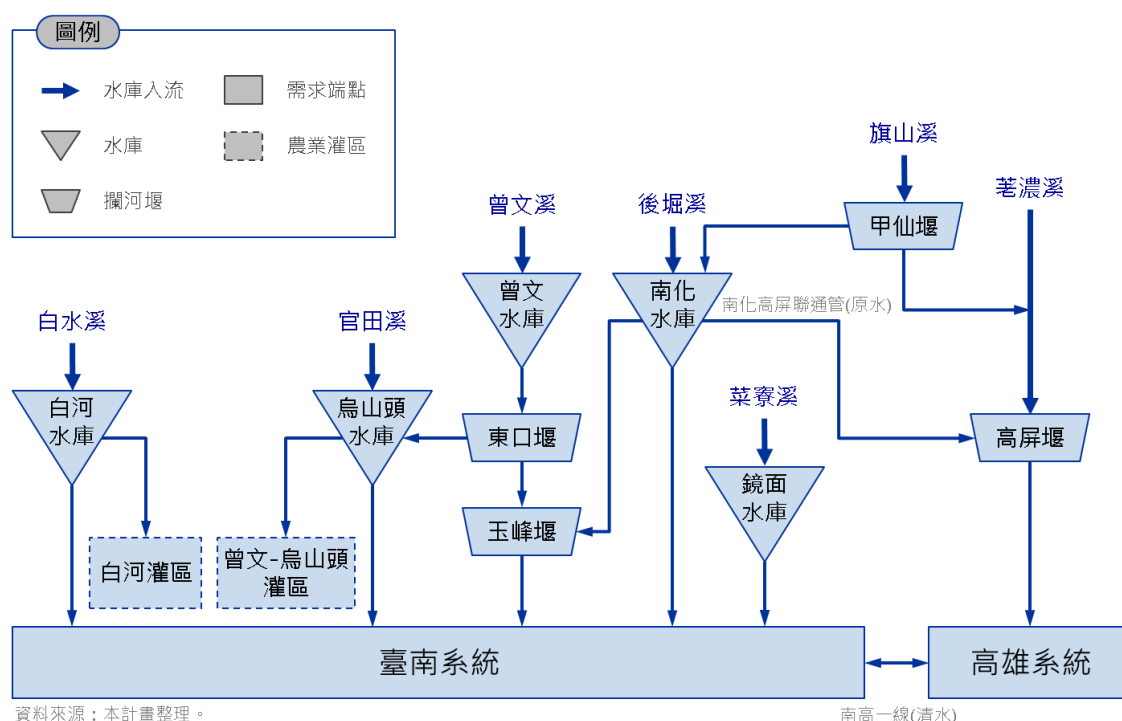 圖例
水庫入流
需求端點
水庫
農業灌區
攔河堰
旗山溪
荖濃溪
曾文溪
後堀溪
甲仙堰
曾文
水庫
南化
水庫
南化高屏聯通管(原水)
白水溪
官田溪
菜寮溪
白河
水庫
烏山頭
水庫
東口堰
高屏堰
鏡面
水庫
玉峰堰
白河灌區
曾文-烏山頭
灌區
臺南系統
高雄系統
資料來源：本計畫整理。
南高一線(清水)